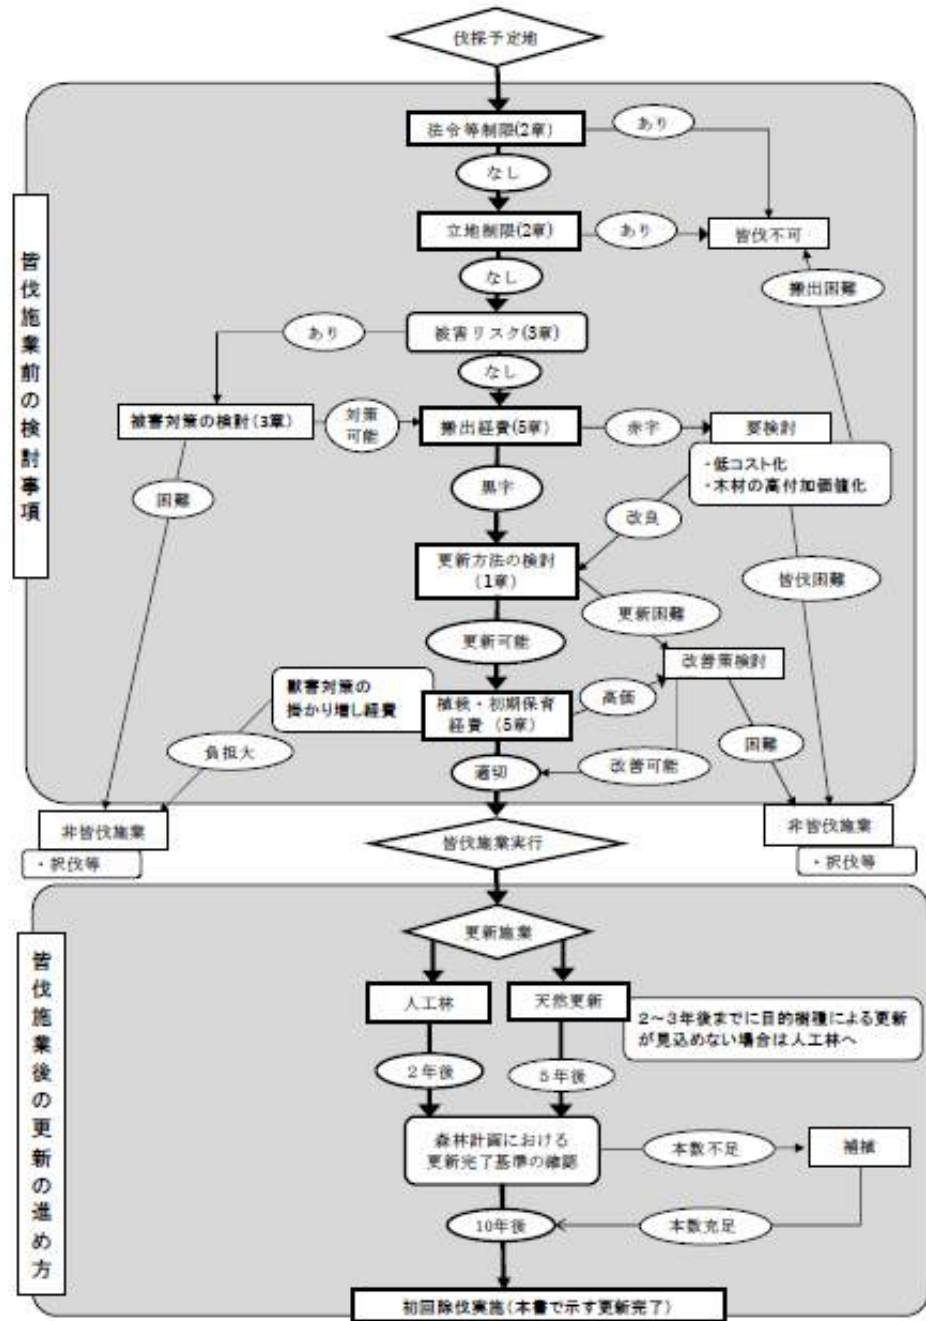 伐採予定地
皆伐施業前の検討事項
法令等制限(2章)
あり
なし
立地制限(2章)
あり
皆伐不可
なし
搬出困難
被害リスク(3章)
あり
なし
被害対策の検討(3章)
対策
可能
搬出経費(5章)
赤字
要検討
・低コスト化
・木材の高付加価値化
困難
黒字
改良
更新方法の検討
(1章)
皆伐困難
更新困難
更新可能
改善策検討
獣害対策の
掛かり増し経費
植栽・初期保育
経費 (5章)
高価
負担大
適切
改善可能
困難
非皆伐施業
・択伐等
皆伐施業実行
非皆伐施業
・択伐等
皆伐施業後の更新の進め方
更新施業
人工林
天然更新
2～3年後までに目的樹種による更新
が見込めない場合は人工林へ
2年後
5年後
森林計画における
更新完了基準の確認
本数不足
補植
10年後
本数充足
初回除伐実施(本書で示す更新完了)